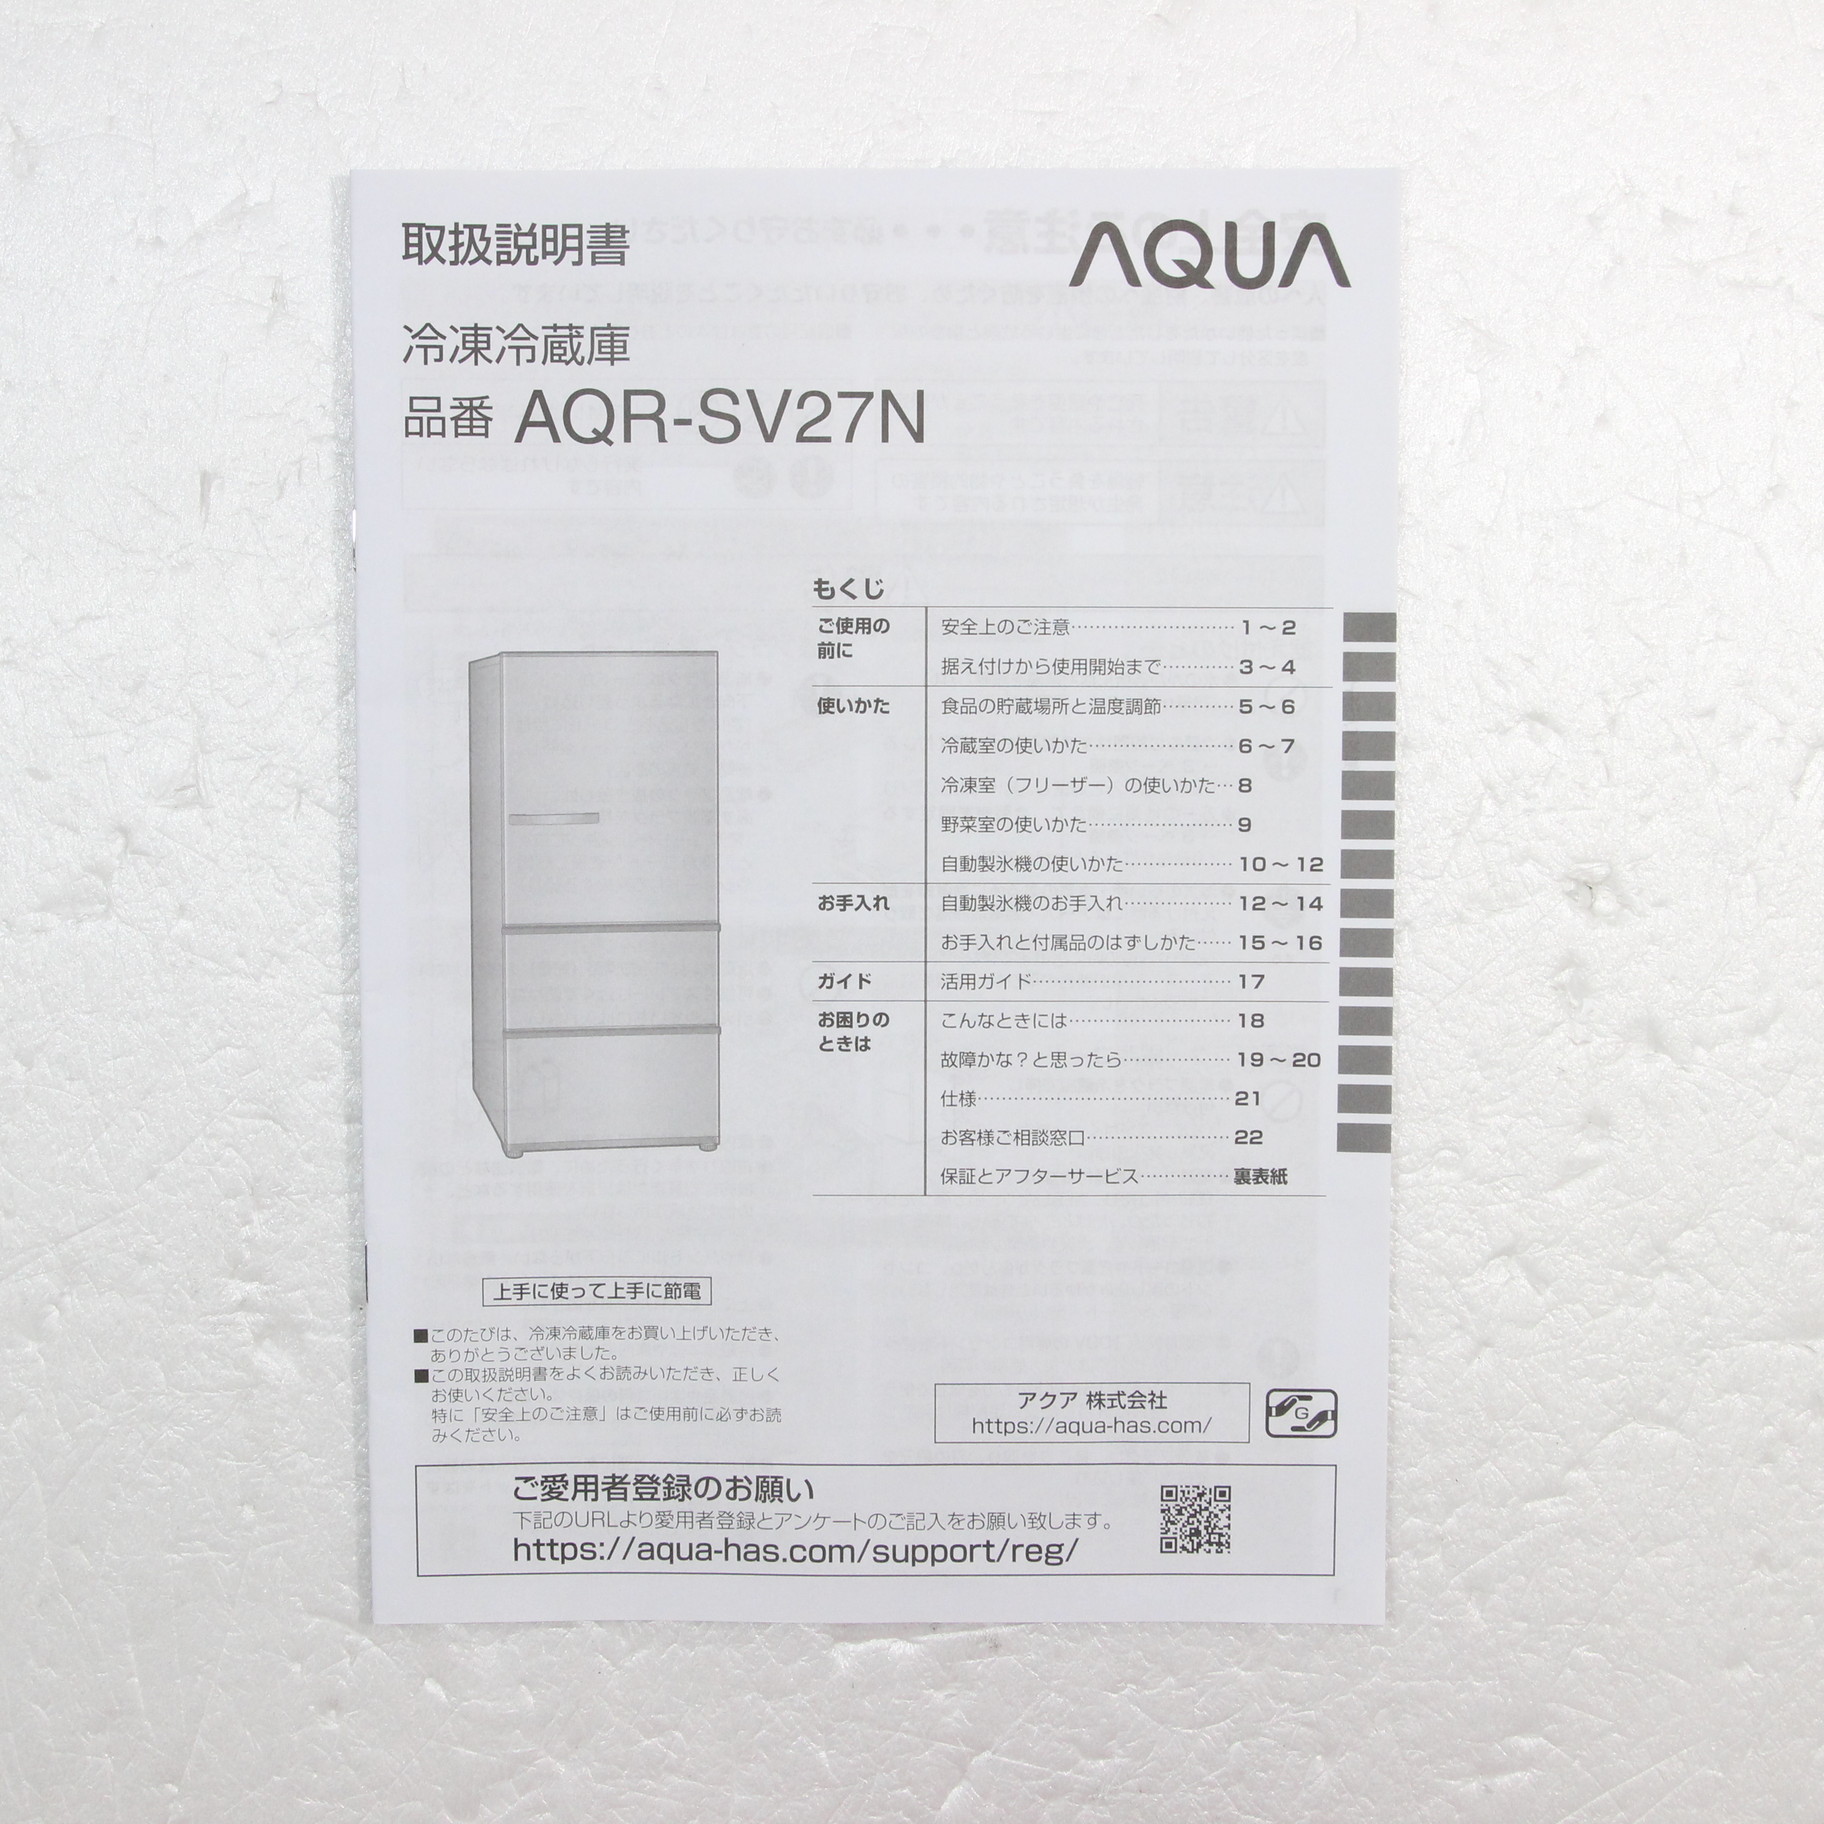 取扱説明書
AQUA
冷凍冷蔵庫
品番 AQR-SV27N
もくじ
ご使用の
前に
安全上のご注意………………………1～2
据え付けから使用開始まで…………3～4
使いかた
食品の貯蔵場所と温度調節…………5～6
冷蔵室の使いかた……………………6～7
冷凍室（フリーザー）の使いかた…8
野菜室の使いかた……………………9
自動製氷機の使いかた………………10～12
お手入れ
自動製氷機のお手入れ………………12～14
お手入れと付属品のはずしかた……15～16
ガイド
活用ガイド……………………………17
お困りの
ときは
こんなときには………………………18
故障かな？と思ったら………………19～20
仕様……………………………………21
お客様ご相談窓口……………………22
保証とアフターサービス……………裏表紙
上手に使って上手に節電
■このたびは、冷凍冷蔵庫をお買い上げいただき、
ありがとうございました。
■この取扱説明書をよくお読みいただき、正しく
お使いください。
特に「安全上のご注意」はご使用前に必ずお読
みください。
アクア 株式会社
https://aqua-has.com/
G
ご愛用者登録のお願い
下記のURLより愛用者登録とアンケートのご記入をお願い致します。
https://aqua-has.com/support/reg/